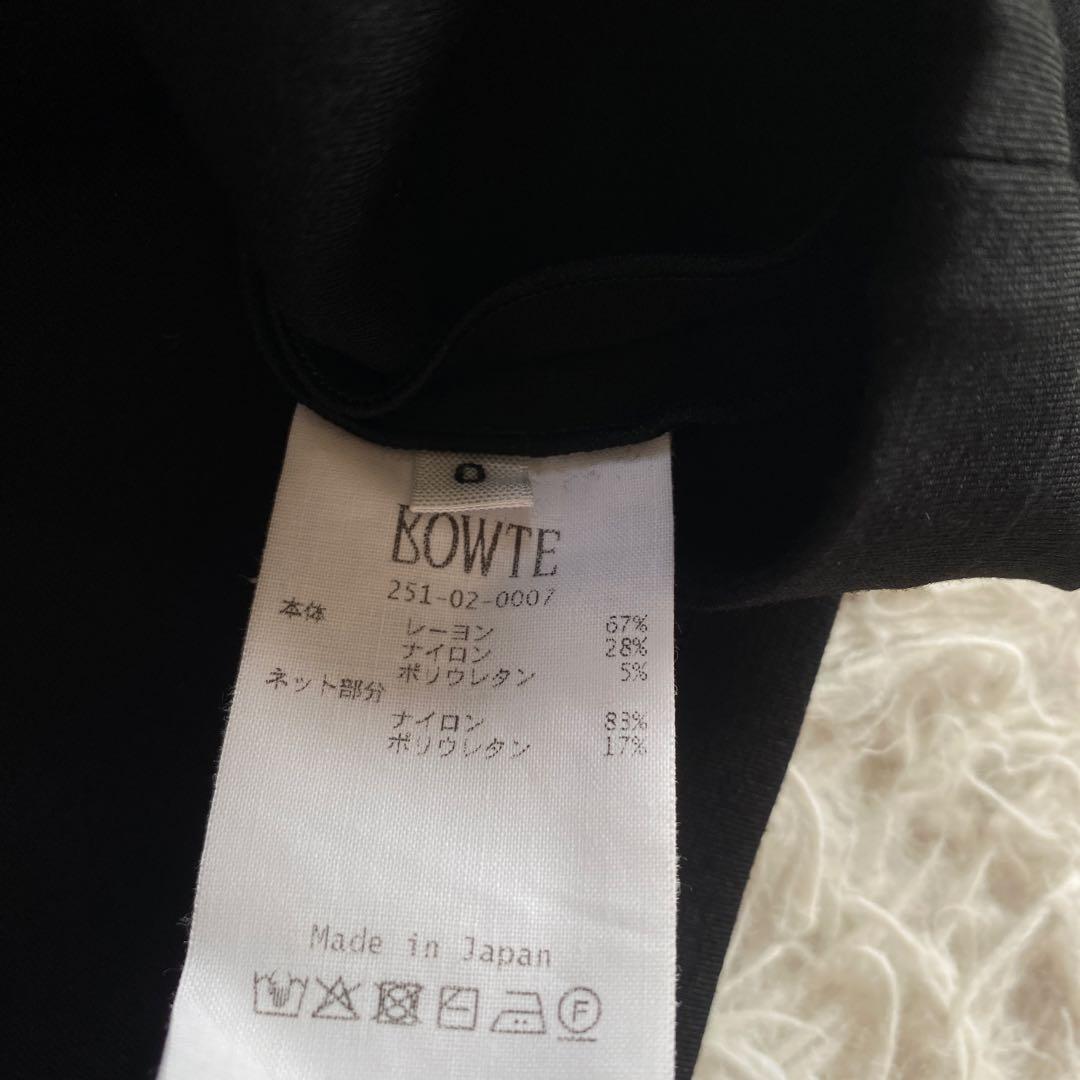 0
BOWTE
251-02-0007
本体
レーヨン 67%
ナイロン 28%
ポリウレタン 5%
ネット部分
ナイロン 83%
ポリウレタン 17%
Made in Japan
F